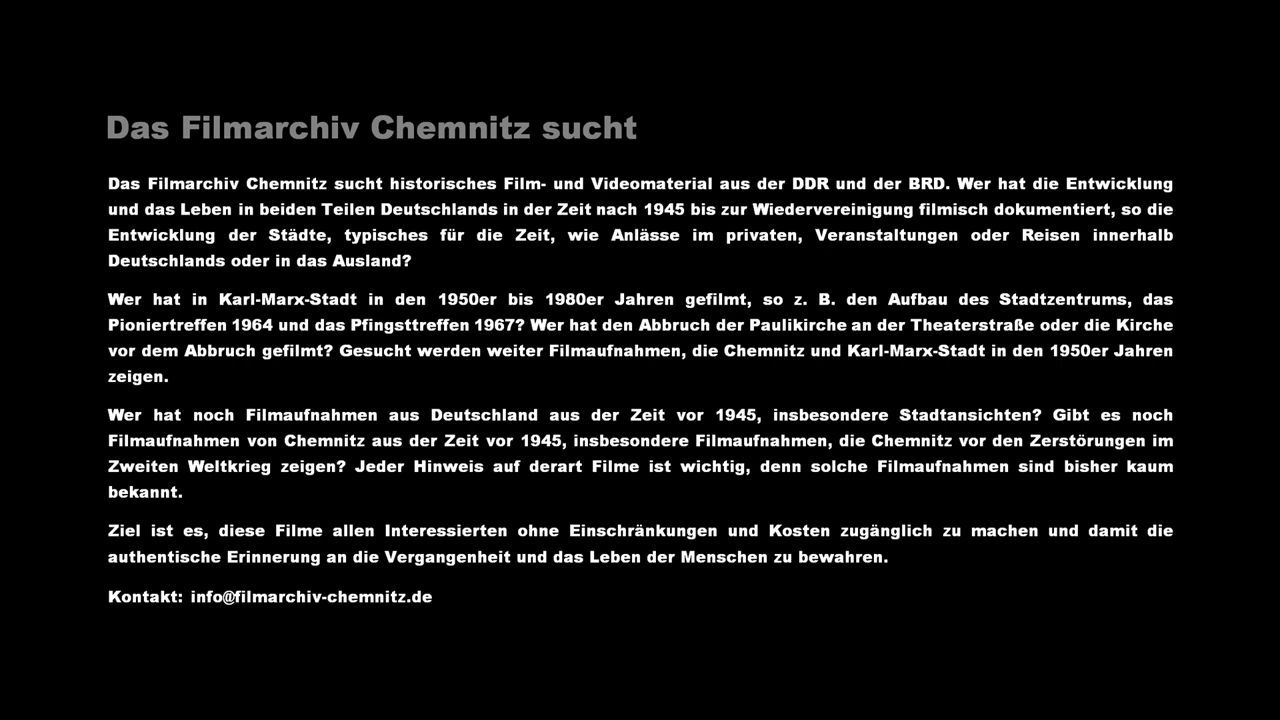 Das Filmarchiv Chemnitz sucht
Das Filmarchiv Chemnitz sucht historisches Film- und Videomaterial aus der DDR und der BRD. Wer hat die Entwicklung
und das Leben in beiden Teilen Deutschlands in der Zeit nach 1945 bis zur Wiedervereinigung filmisch dokumentiert, so die
Entwicklung der Städte, typisches für die Zeit, wie Anlässe im privaten, Veranstaltungen oder Reisen innerhalb
Deutschlands oder in das Ausland?
Wer hat in Karl-Marx-Stadt in den 1950er bis 1980er Jahren gefilmt, so z. B. den Aufbau des Stadtzentrums, das
Pioniertreffen 1964 und das Pfingsttreffen 1967? Wer hat den Abbruch der Paulikirche an der Theaterstraße oder die Kirche
vor dem Abbruch gefilmt? Gesucht werden weiter Filmaufnahmen, die Chemnitz und Karl-Marx-Stadt in den 1950er Jahren
zeigen.
Wer hat noch Filmaufnahmen aus Deutschland aus der Zeit vor 1945, insbesondere Stadtansichten? Gibt es noch
Filmaufnahmen von Chemnitz aus der Zeit vor 1945, insbesondere Filmaufnahmen, die Chemnitz vor den Zerstörungen im
Zweiten Weltkrieg zeigen? Jeder Hinweis auf derart Filme ist wichtig, denn solche Filmaufnahmen sind bisher kaum
bekannt.
Ziel ist es, diese Filme allen Interessierten ohne Einschränkungen und Kosten zugänglich zu machen und damit die
authentische Erinnerung an die Vergangenheit und das Leben der Menschen zu bewahren.
Kontakt: info@filmarchiv-chemnitz.de